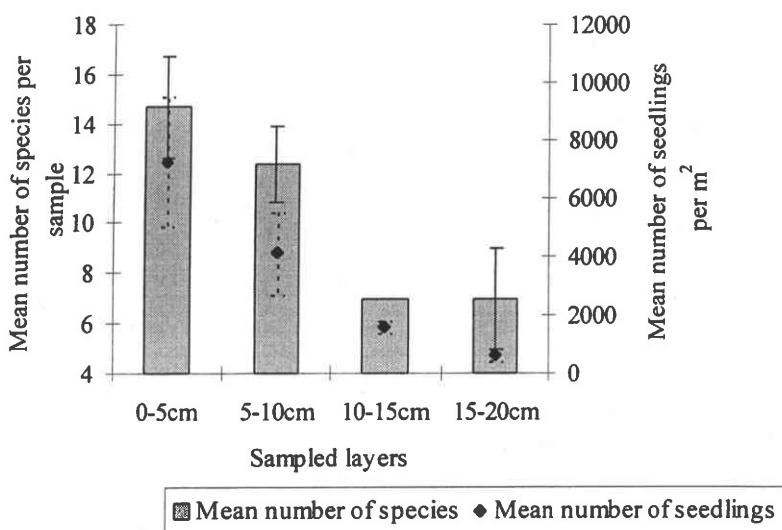 Mean number of species per
sample
18
16
14
12
10
8
6
4
12000
10000
8000
6000
4000
2000
0
Mean number of seedlings
per m²
0-5cm 5-10cm 10-15cm 15-20cm
Sampled layers
Mean number of species Mean number of seedlings